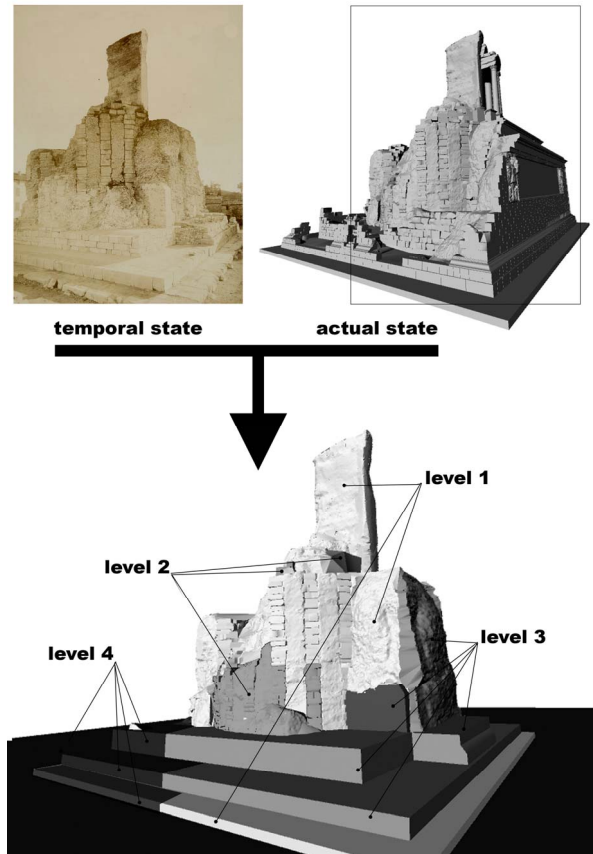 temporal state
actual state
level 1
level 2
level 3
level 4